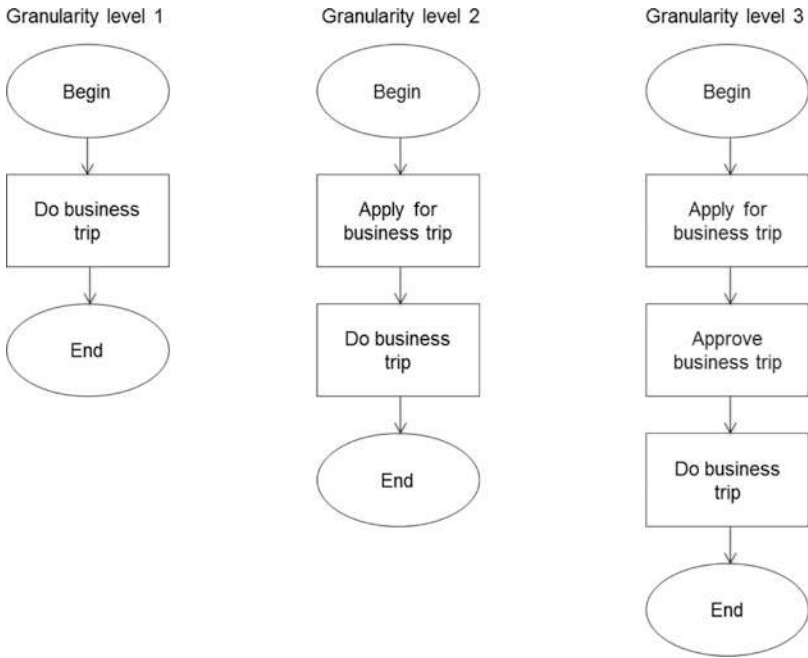 Granularity level 1
Begin
Do business
trip
End
Granularity level 2
Begin
Apply for
business trip
Do business
trip
End
Granularity level 3
Begin
Apply for
business trip
Approve
business trip
Do business
trip
End